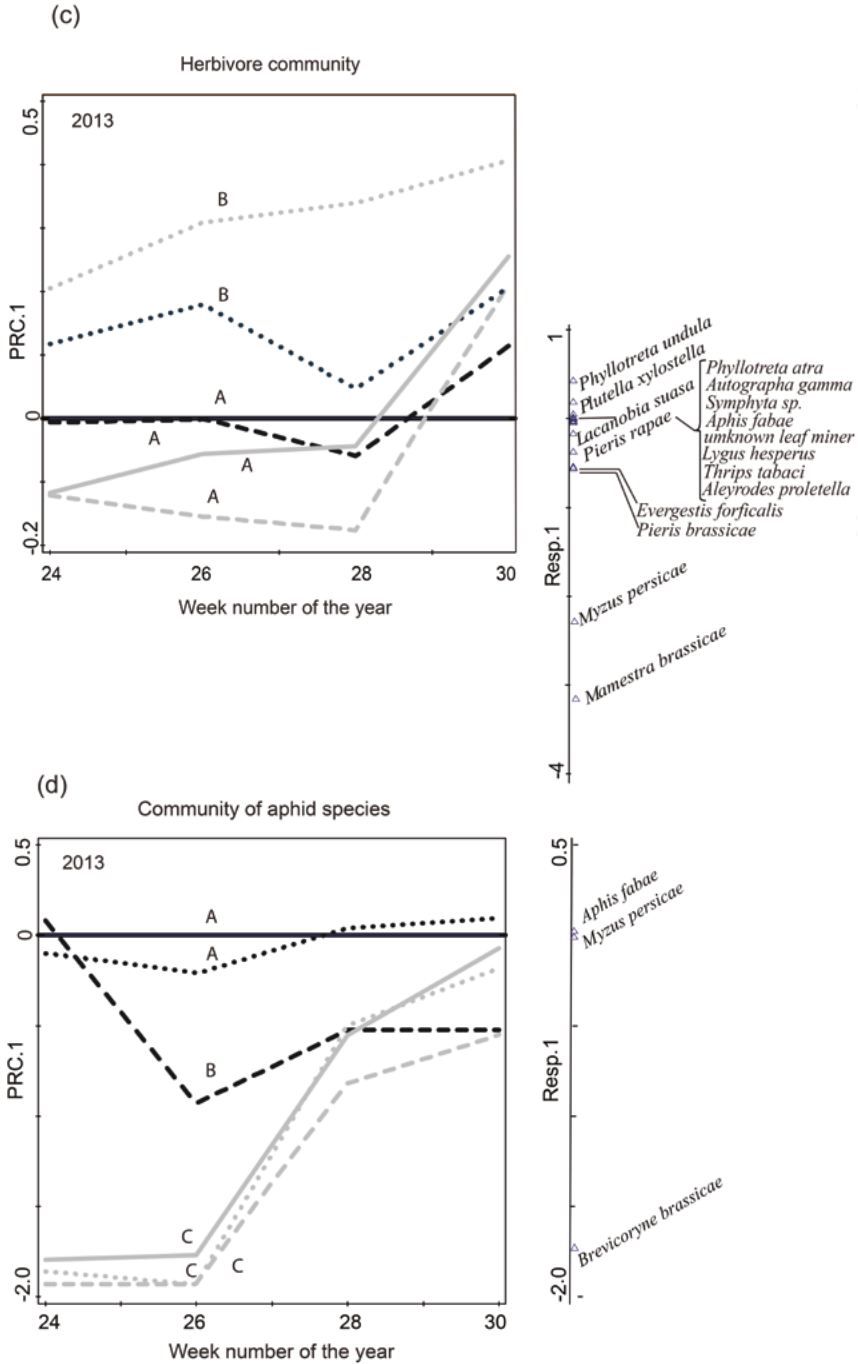 (c)
Herbivore community
0.5
2013
B
B
PRC.1
A
0
A
A
A
-0.2
24
26
28
30
Week number of the year
1
Resp.1
-4
Phyllotreta undula
Plutella xylostella
Lacanobia suasa
Pieris rapae
Phyllotreta atra
Autographa gamma
Symphyta sp.
Aphis fabae
umknown leaf miner
Lygus hesperus
Thrips tabaci
Aleyrodes proletella
Evergestis forficalis
Pieris brassicae
Myzus persicae
Mamestra brassicae
(d)
Community of aphid species
0.5
2013
A
0
A
PRC.1
B
C
C
C
-2.0
24
26
28
30
Week number of the year
0.5
Resp.1
-2.0
Aphis fabae
Myzus persicae
Brevicoryne brassicae